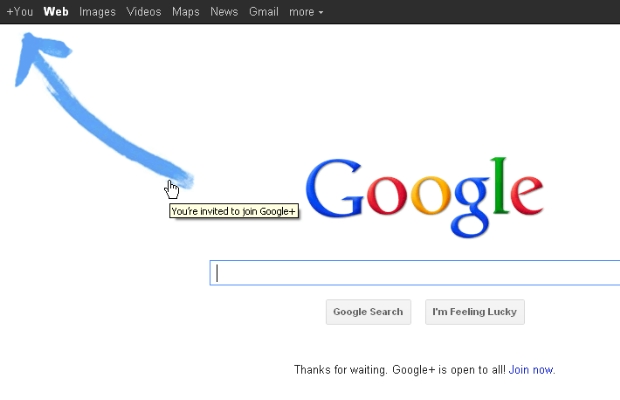 +You Web Images Videos Maps News Gmail more
You're invited to join Google+
Google
Google Search I'm Feeling Lucky
Thanks for waiting. Google+ is open to all! Join now.